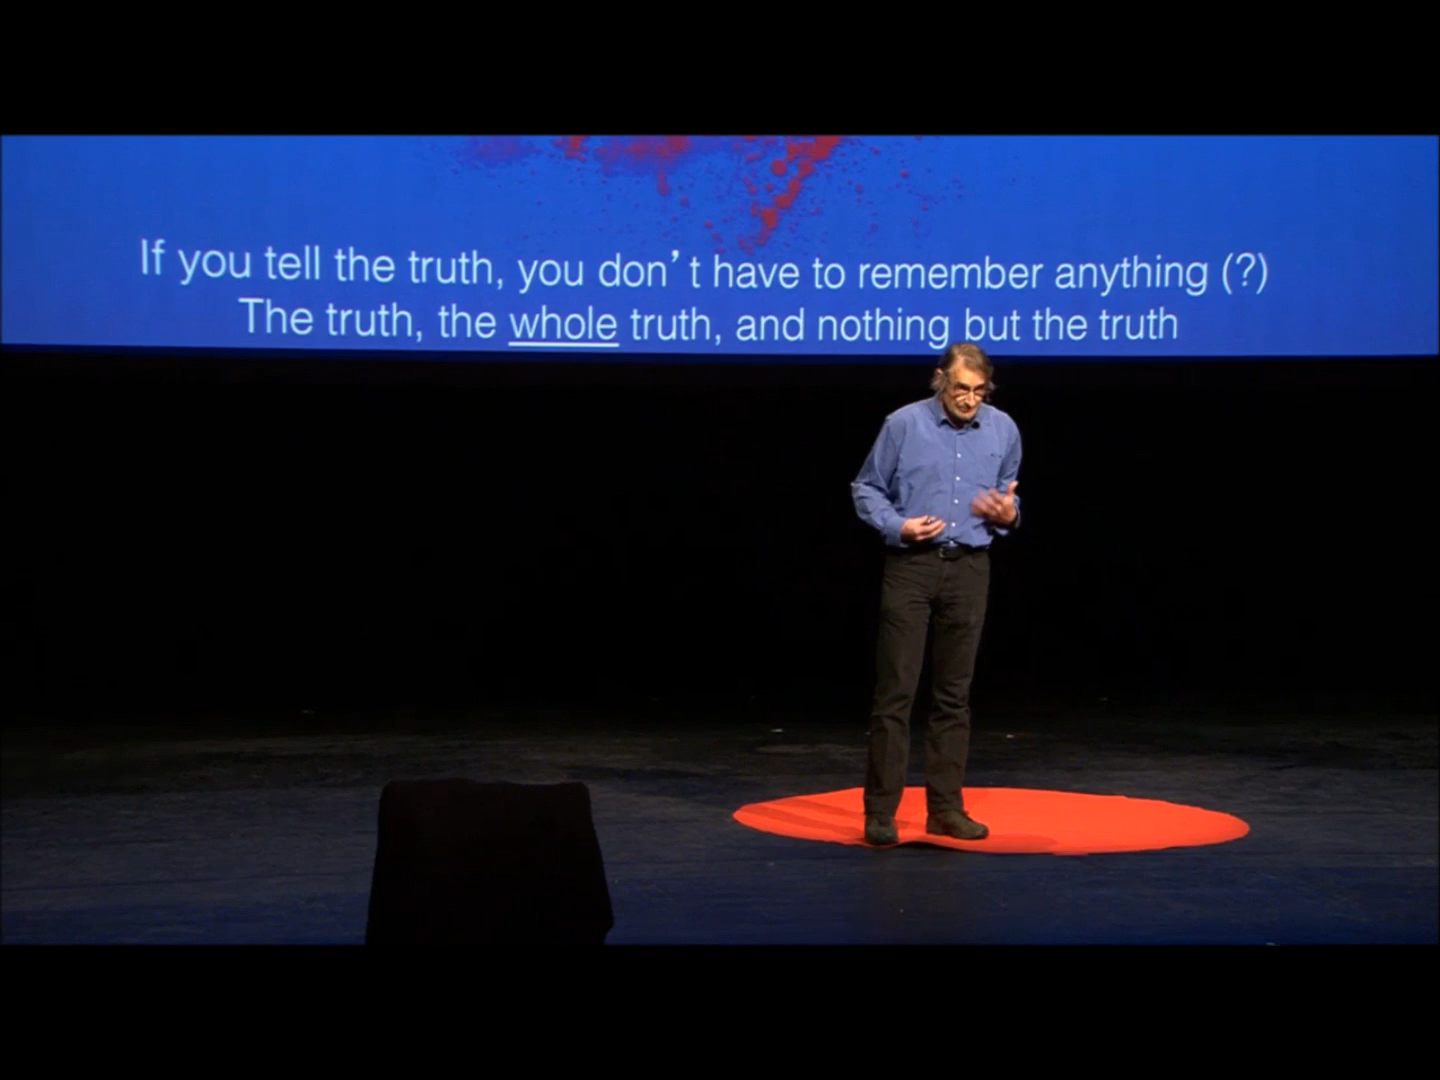 If you tell the truth, you don't have to remember anything (?)
The truth, the whole truth, and nothing but the truth